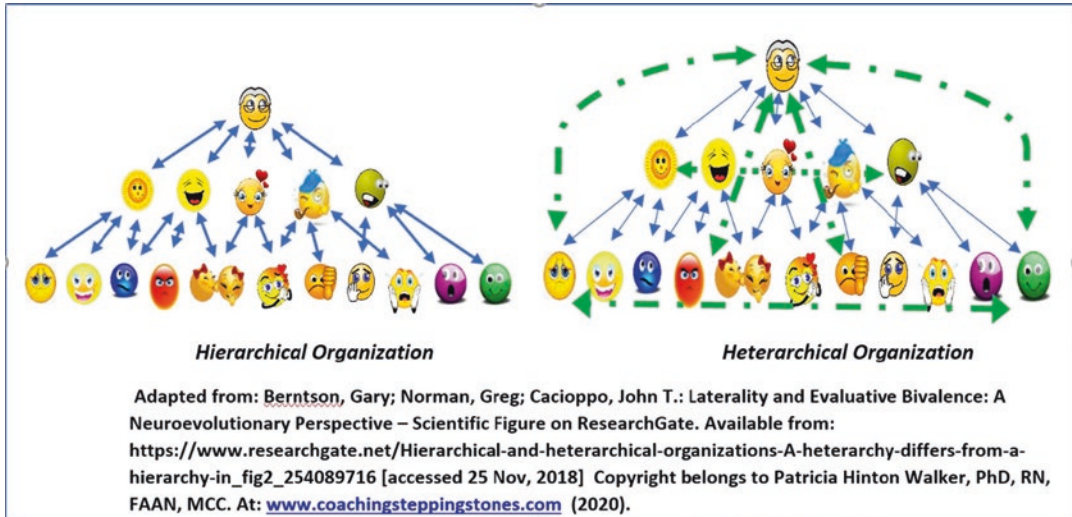 Hierarchical Organization
Heterarchical Organization
Adapted from: Berntson, Gary; Norman, Greg; Cacioppo, John T.: Laterality and Evaluative Bivalence: A
Neuroevolutionary Perspective – Scientific Figure on ResearchGate. Available from:
https://www.researchgate.net/Hierarchical-and-heterarchical-organizations-A-heterarchy-differs-from-a-
hierarchy-in_fig2_254089716 [accessed 25 Nov, 2018]  Copyright belongs to Patricia Hinton Walker, PhD, RN,
FAAN, MCC. At: www.coachingsteppingstones.com  (2020).